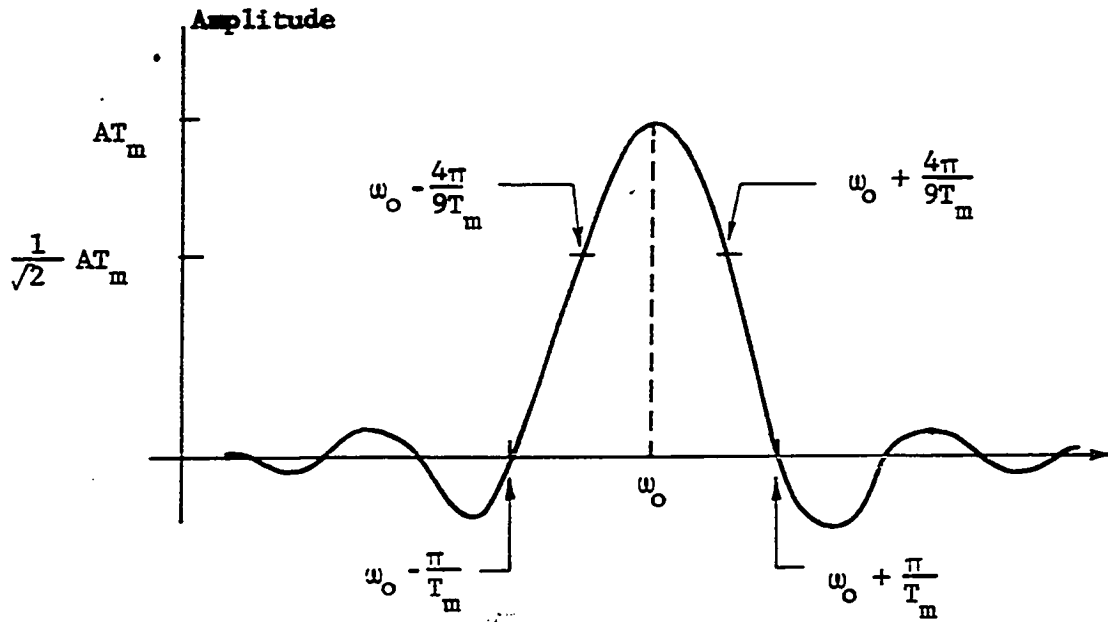 Amplitude
AT_m
ω_o - 4π/9T_m
ω_o + 4π/9T_m
1/√2 AT_m
ω_o
ω_o - π/T_m
ω_o + π/T_m